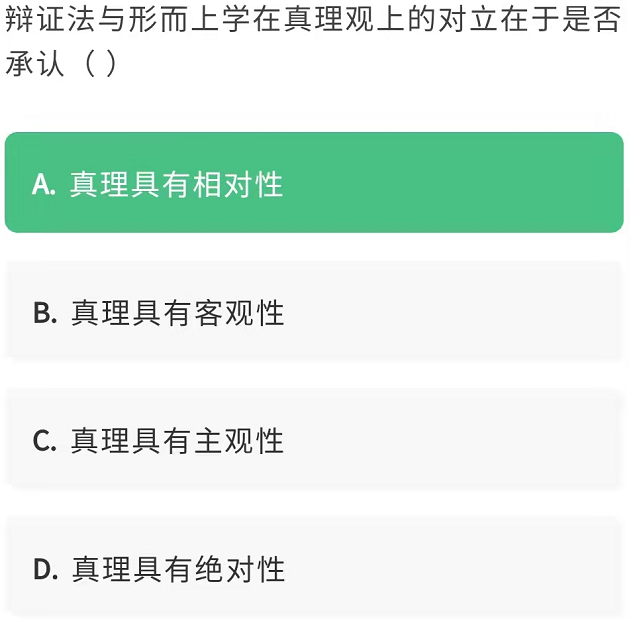 辩证法与形而上学在真理观上的对立在于是否
承认（ ）
A. 真理具有相对性
B. 真理具有客观性
C. 真理具有主观性
D. 真理具有绝对性